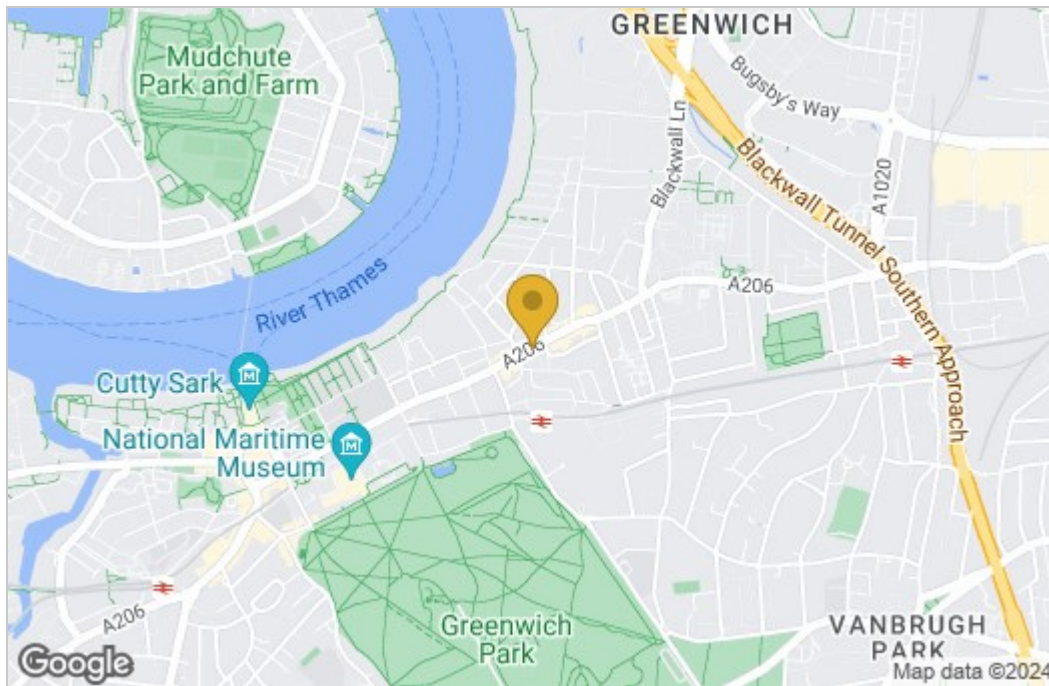 GREENWICH
Mudchute
Park and Farm
Bugsby's Way
Blackwall Ln
Blackwall Tunnel Southern Approach
A1020
River Thames
A206
A206
Cutty Sark
National Maritime
Museum
A206
Greenwich
Park
VANBRUGH
PARK
Google
Map data ©2024